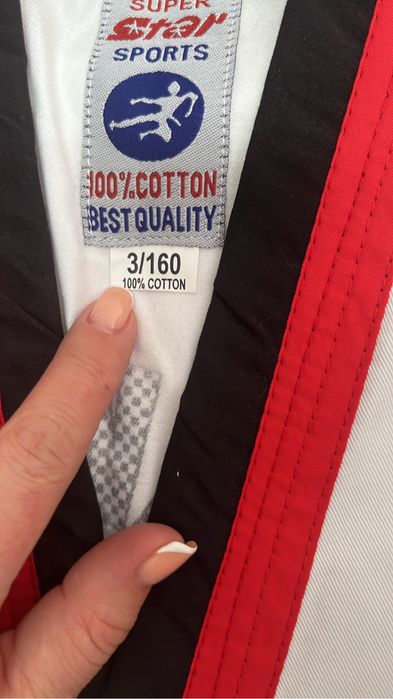 SUPER
Star
SPORTS
100%COTTON
BEST QUALITY
3/160
100% COTTON